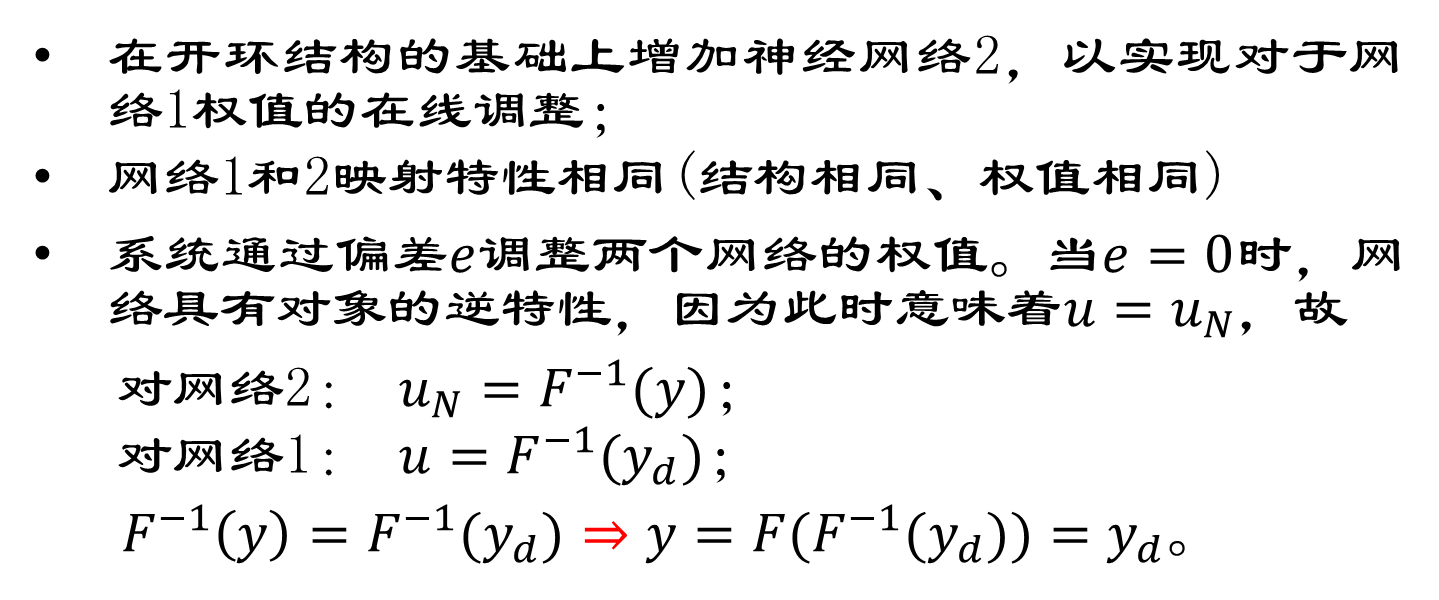 • 在开环结构的基础上增加神经网络2，以实现对于网
络1权值的在线调整；
• 网络1和2映射特性相同（结构相同、权值相同）
• 系统通过偏差e调整两个网络的权值。当e = 0时，网
络具有对象的逆特性，因为此时意味着u = u_N，故
对网络2： u_N = F⁻¹(y)；
对网络1： u = F⁻¹(y_d)；
F⁻¹(y) = F⁻¹(y_d) ⇒ y = F(F⁻¹(y_d)) = y_d。